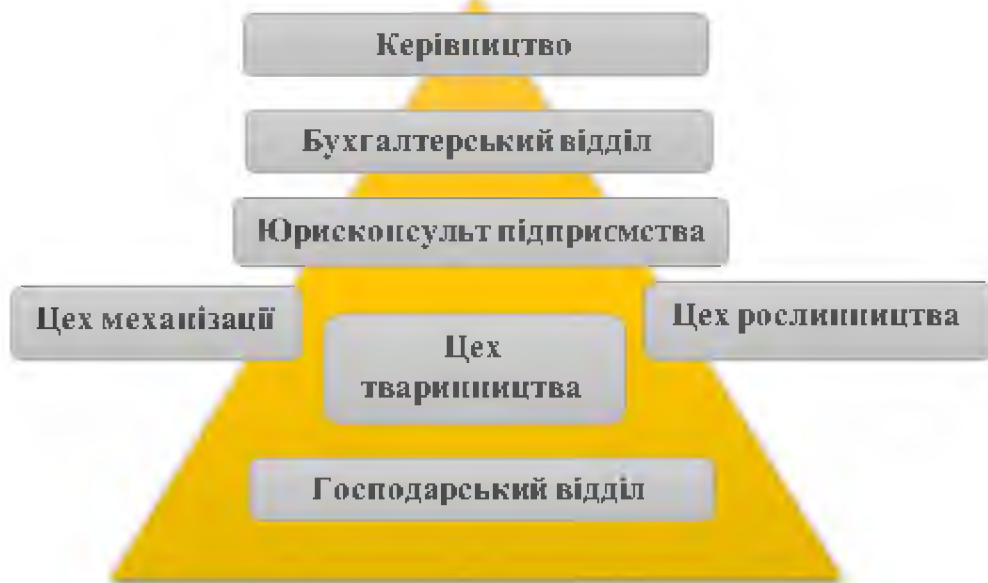 Керівництво
Бухгалтерський відділ
Юрисконсульт підприємства
Цех механізації
Цех рослинництва
Цех
тваринництва
Господарський відділ